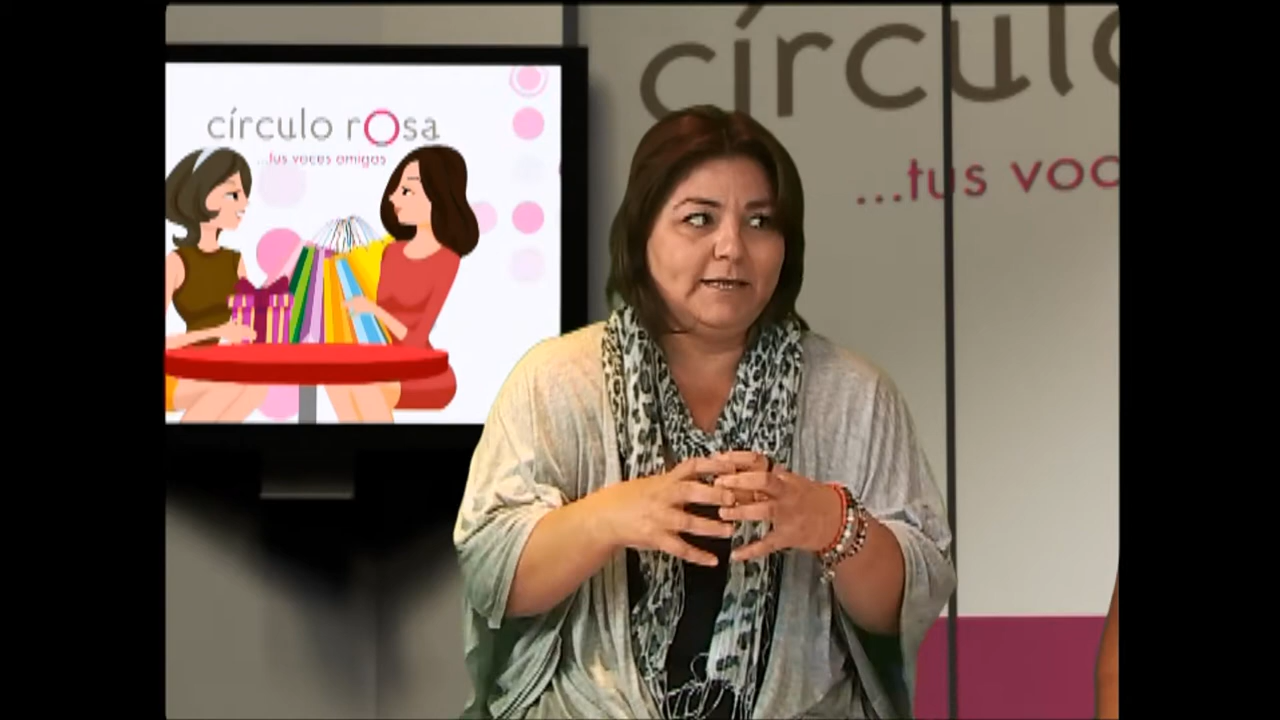 círculo rosa
...tus voces amigas
círculo
...tus voc